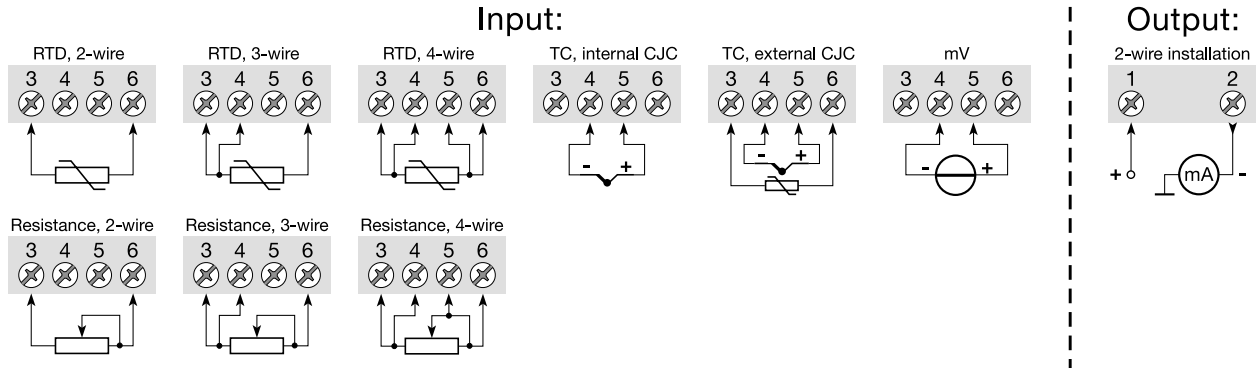 Input:
Output:
RTD, 2-wire
RTD, 3-wire
RTD, 4-wire
TC, internal CJC
TC, external CJC
mV
2-wire installation
3 4 5 6
3 4 5 6
3 4 5 6
3 4 5 6
3 4 5 6
3 4 5 6
1 2
- +
- +
- +
+ mA -
Resistance, 2-wire
Resistance, 3-wire
Resistance, 4-wire
3 4 5 6
3 4 5 6
3 4 5 6